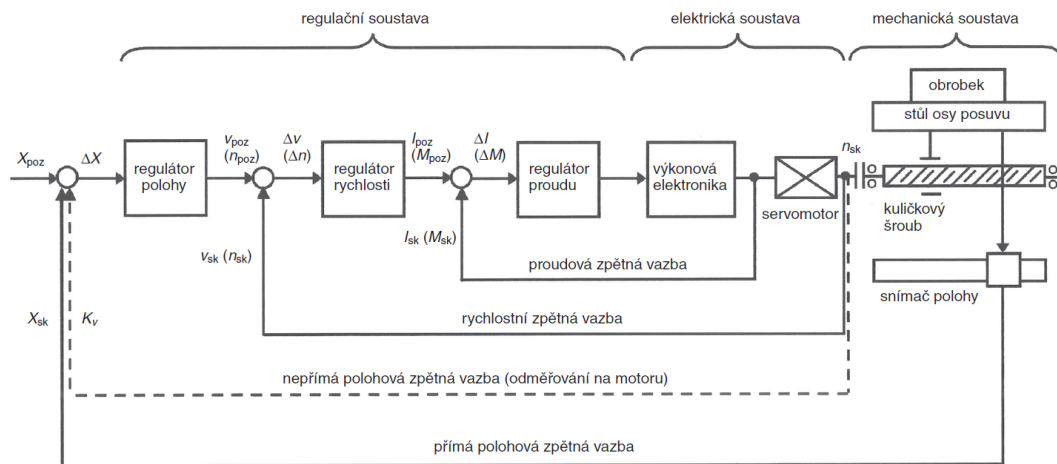 regulační soustava
elektrická soustava
mechanická soustava
obrobek
stůl osy posuvu
X_poz
ΔX
regulátor
polohy
v_poz
(n_poz)
Δv
(Δn)
regulátor
rychlosti
I_poz
(M_poz)
ΔI
(ΔM)
regulátor
proudu
výkonová
elektronika
servomotor
n_sk
kuličkový
šroub
I_sk (M_sk)
proudová zpětná vazba
v_sk (n_sk)
rychlostní zpětná vazba
snímač polohy
X_sk
K_v
nepřímá polohová zpětná vazba (odměřování na motoru)
přímá polohová zpětná vazba